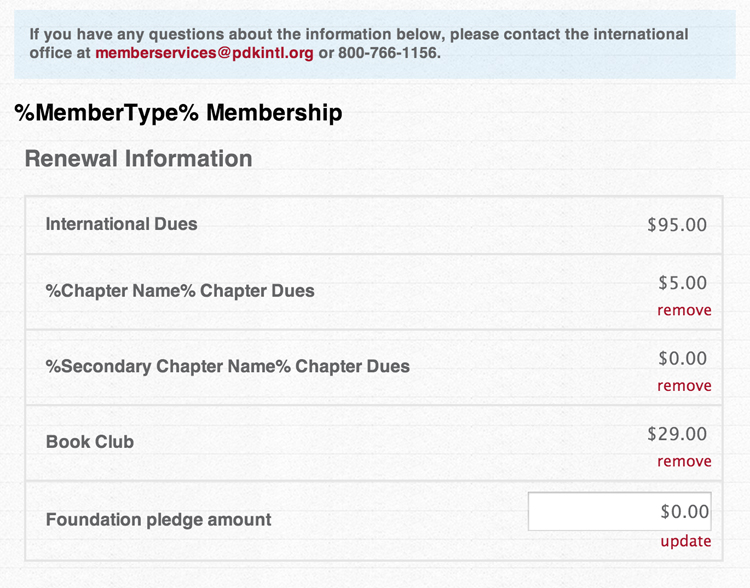 If you have any questions about the information below, please contact the international
office at memberservices@pdkintl.org or 800-766-1156.
%MemberType% Membership
Renewal Information
International Dues $95.00
%Chapter Name% Chapter Dues $5.00
remove
%Secondary Chapter Name% Chapter Dues $0.00
remove
Book Club $29.00
remove
Foundation pledge amount $0.00
update